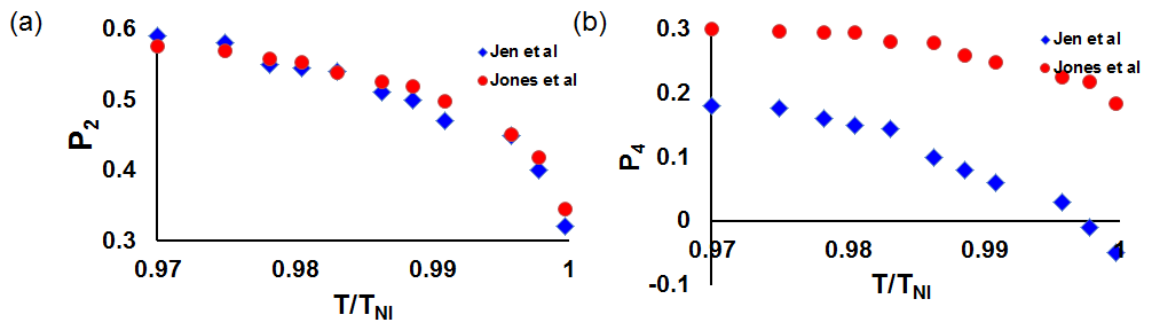 (a)
0.6
0.5
0.4
0.3
P2
0.97
0.98
0.99
1
T/TNI
Jen et al
Jones et al
(b)
0.3
0.2
0.1
0
-0.1
P4
0.97
0.98
0.99
1
T/TNI
Jen et al
Jones et al